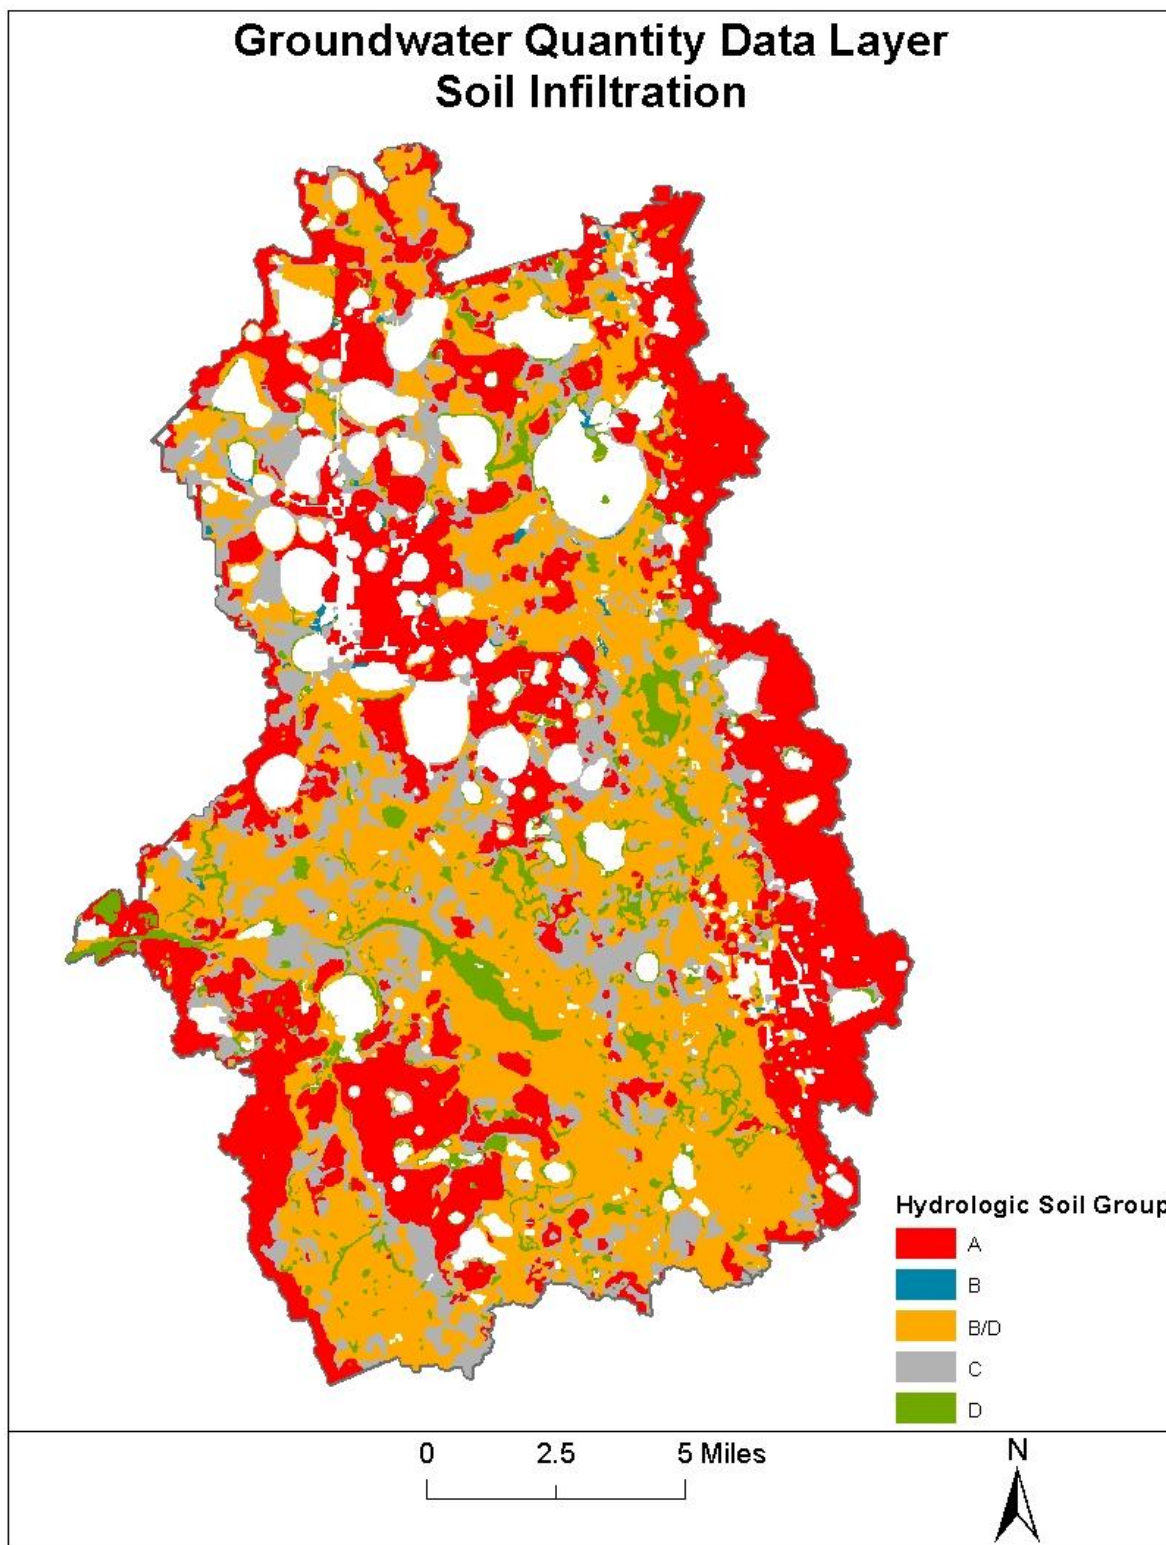 Groundwater Quantity Data Layer
Soil Infiltration
Hydrologic Soil Group
A
B
B/D
C
D
0 2.5 5 Miles
N